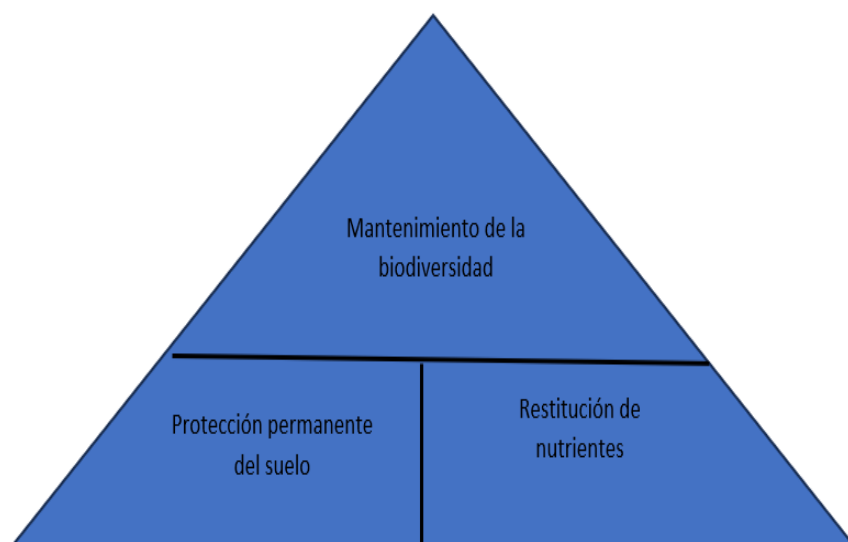 Mantenimiento de la
biodiversidad
Protección permanente
del suelo
Restitución de
nutrientes